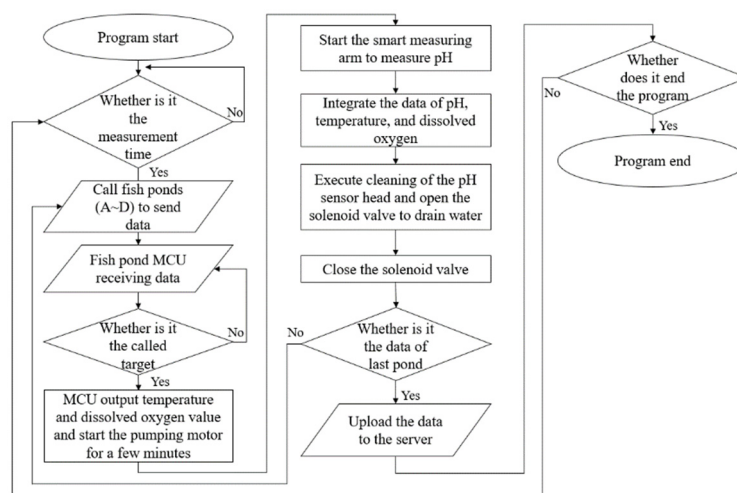 Program start
Whether is it
the
measurement
time
No
Yes
Call fish ponds
(A~D) to send
data
Fish pond MCU
receiving data
Whether is it
the called
target
No
Yes
MCU output temperature
and dissolved oxygen value
and start the pumping motor
for a few minutes
Start the smart measuring
arm to measure pH
Integrate the data of pH,
temperature, and dissolved
oxygen
Execute cleaning of the pH
sensor head and open the
solenoid valve to drain water
Close the solenoid valve
No
Whether is it
the data of
last pond
Yes
Upload the data
to the server
Whether
does it end
the program
No
Yes
Program end